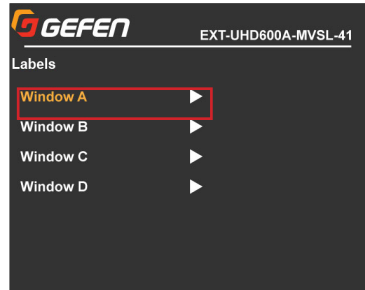 GEFEN
EXT-UHD600A-MVSL-41
Labels
Window A
Window B
Window C
Window D